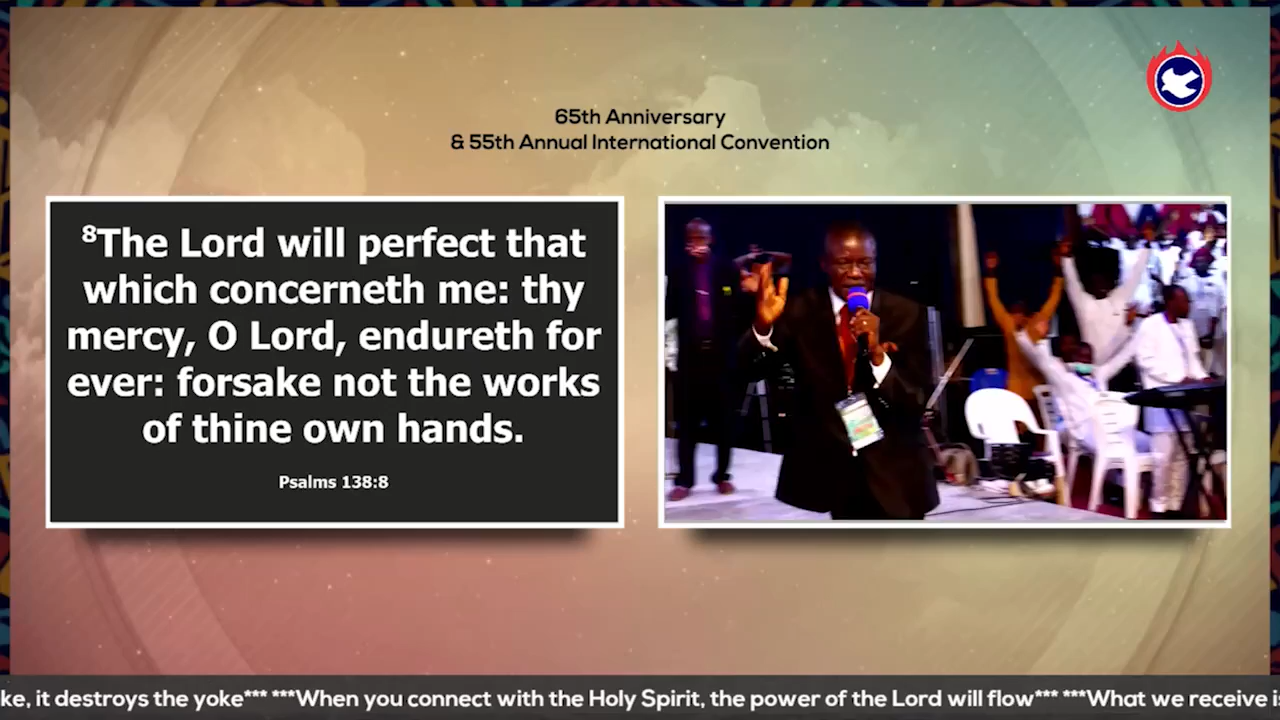 65th Anniversary
& 55th Annual International Convention
⁸The Lord will perfect that
which concerneth me: thy
mercy, O Lord, endureth for
ever: forsake not the works
of thine own hands.
Psalms 138:8
ke, it destroys the yoke*** ***When you connect with the Holy Spirit, the power of the Lord will flow*** ***What we receive i